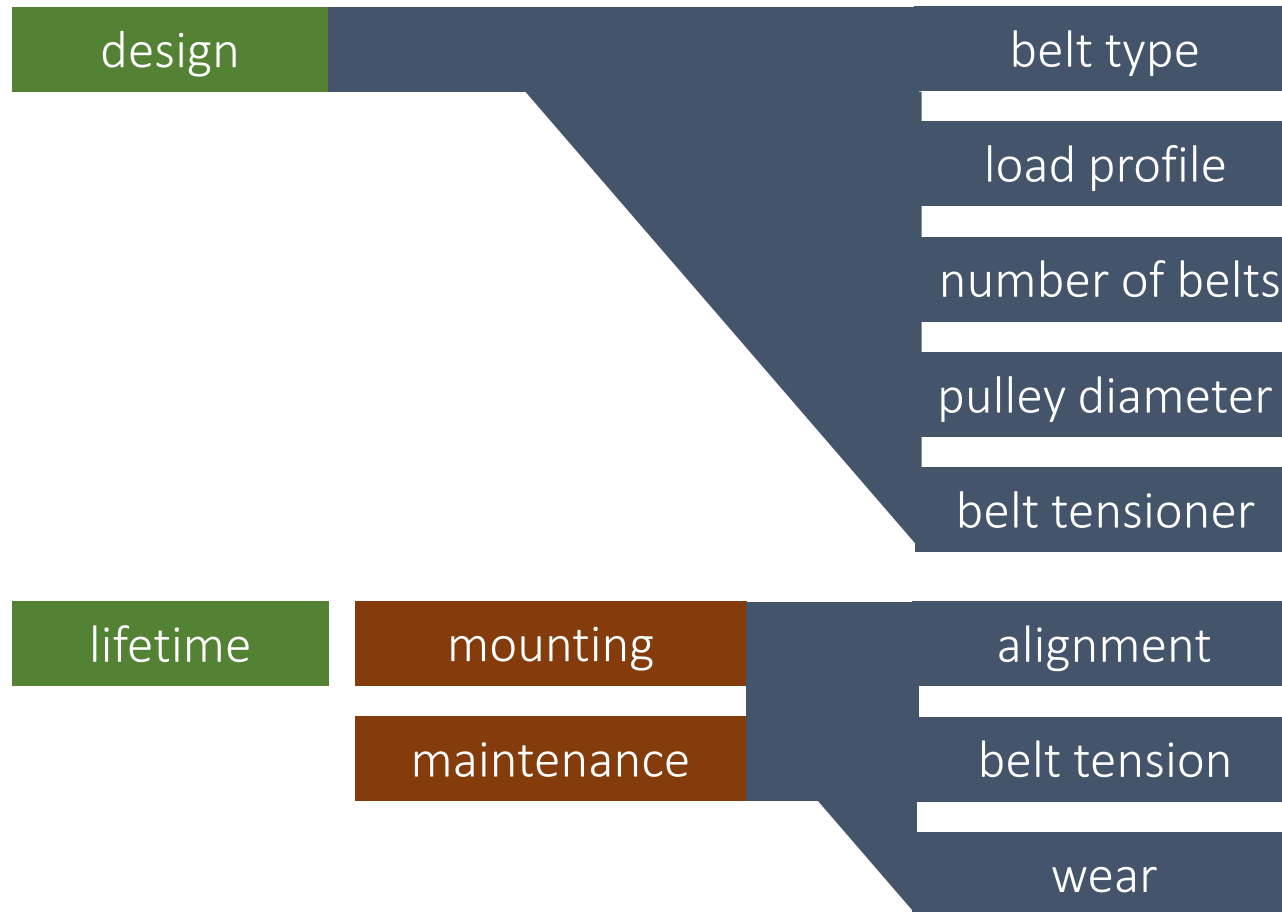 design
belt type
load profile
number of belts
pulley diameter
belt tensioner
lifetime
mounting
alignment
maintenance
belt tension
wear